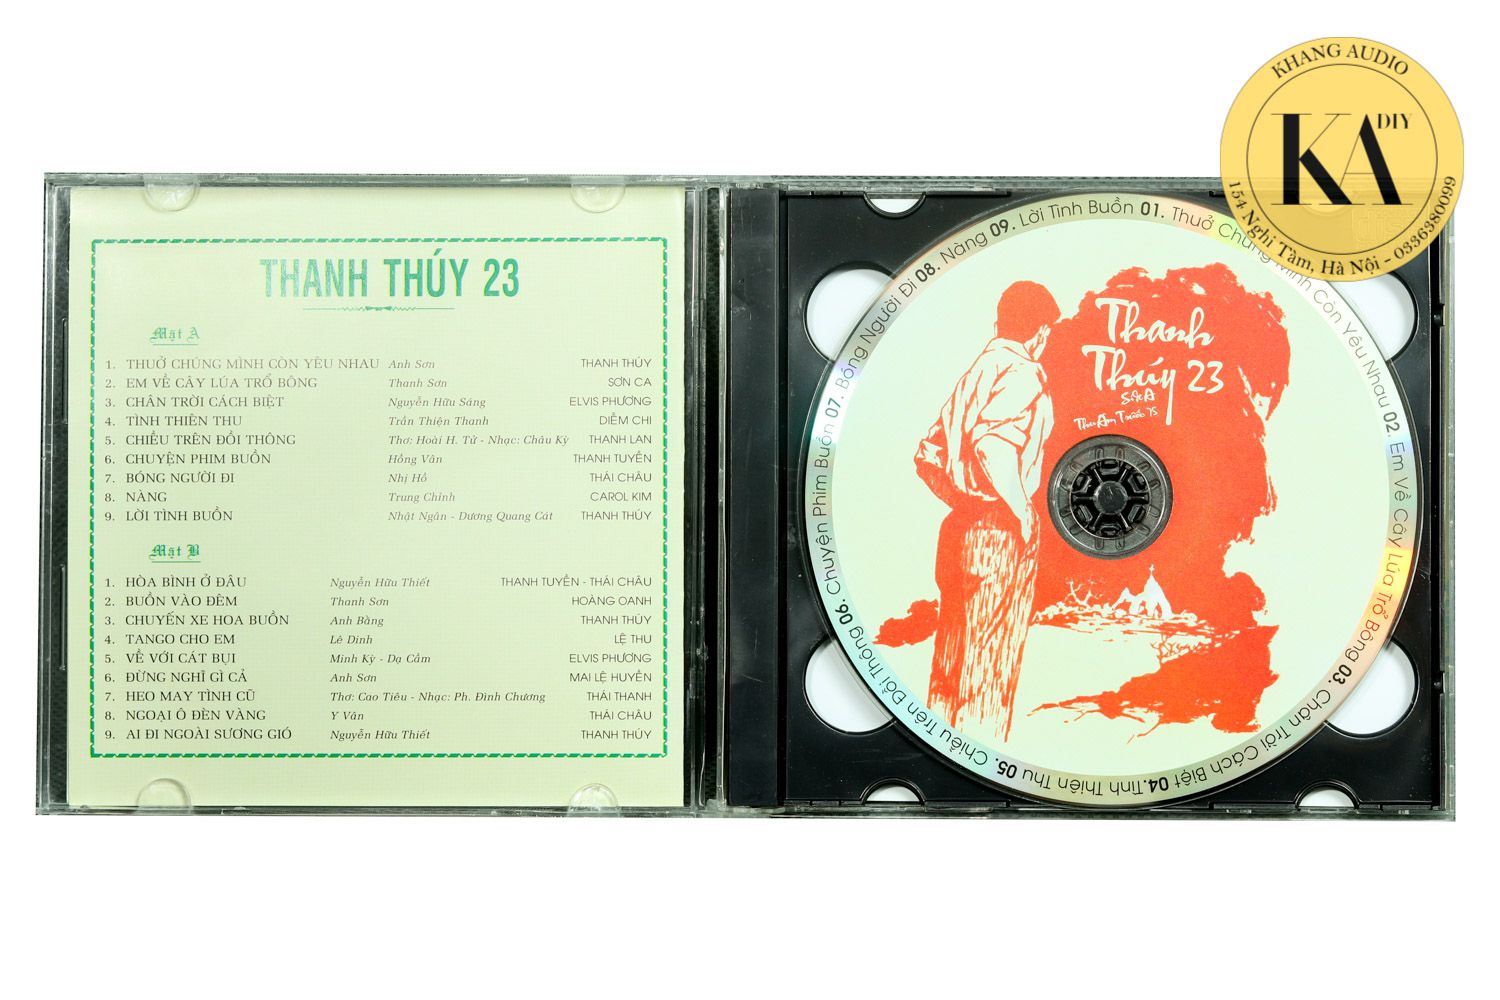 KHANG AUDIO
KA DIY
154 Nghi Tàm, Hà Nội - 0336380099
THANH THÚY 23
Mặt A
1. THUỞ CHÚNG MÌNH CÒN YÊU NHAU Anh Sơn THANH THÚY
2. EM VỀ CÂY LÚA TRỔ BÔNG Thanh Sơn SƠN CA
3. CHÂN TRỜI CÁCH BIỆT Nguyễn Hữu Sáng ELVIS PHƯƠNG
4. TÌNH THIÊN THU Trần Thiện Thanh DIỄM CHI
5. CHIỀU TRÊN ĐỒI THÔNG Thơ: Hoài H. Tử - Nhạc: Châu Kỳ THANH LAN
6. CHUYỆN PHIM BUỒN Hồng Vân THANH TUYỀN
7. BÓNG NGƯỜI ĐI Nhị Hồ THÁI CHÂU
8. NÀNG Trung Chỉnh CAROL KIM
9. LỜI TÌNH BUỒN Nhật Ngân - Dương Quang Cát THANH THÚY
Mặt B
1. HÒA BÌNH Ở ĐÂU Nguyễn Hữu Thiết THANH TUYỀN - THÁI CHÂU
2. BUỒN VÀO ĐÊM Thanh Sơn HOÀNG OANH
3. CHUYẾN XE HOA BUỒN Anh Bằng THANH THÚY
4. TANGO CHO EM Lê Dinh LỆ THU
5. VỀ VỚI CÁT BỤI Minh Kỳ - Dạ Cầm ELVIS PHƯƠNG
6. ĐỪNG NGHĨ GÌ CẢ Anh Sơn MAI LỆ HUYỀN
7. HEO MAY TÌNH CŨ Thơ: Cao Tiêu - Nhạc: Ph. Đình Chương THÁI THANH
8. NGOẠI Ô ĐÈN VÀNG Y Vân THÁI CHÂU
9. AI ĐI NGOÀI SƯƠNG GIÓ Nguyễn Hữu Thiết THANH THÚY
01. Thuở Chúng Mình Còn Yêu Nhau 02. Em Về Cây Lúa Trổ Bông 03. Chân Trời Cách Biệt 04. Tình Thiên Thu 05. Chiều Trên Đồi Thông 06. Chuyện Phim Buồn 07. Bóng Người Đi 08. Nàng 09. Lời Tình Buồn
Thanh
Thúy 23
Side A
Thu Âm Trước 75